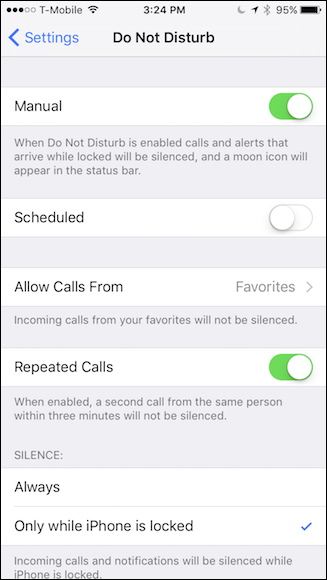 T-Mobile 3:24 PM 95%
Settings Do Not Disturb
Manual
When Do Not Disturb is enabled calls and alerts that
arrive while locked will be silenced, and a moon icon will
appear in the status bar.
Scheduled
Allow Calls From Favorites
Incoming calls from your favorites will not be silenced.
Repeated Calls
When enabled, a second call from the same person
within three minutes will not be silenced.
SILENCE:
Always
Only while iPhone is locked
Incoming calls and notifications will be silenced while
iPhone is locked.